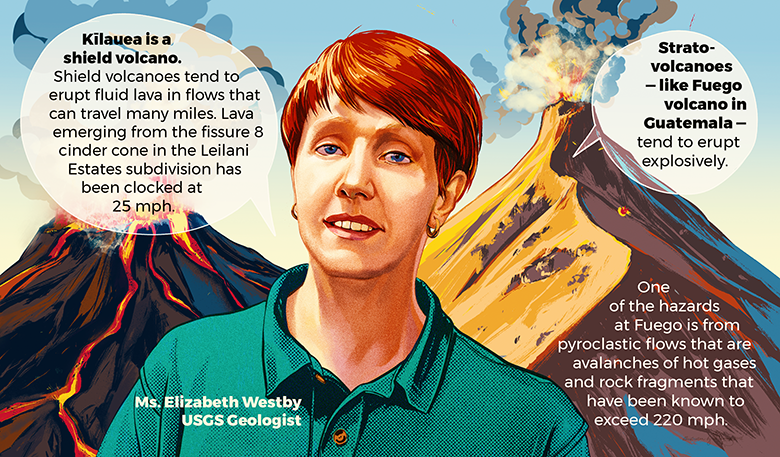 Kīlauea is a
shield volcano.
Shield volcanoes tend to
erupt fluid lava in flows that
can travel many miles. Lava
emerging from the fissure 8
cinder cone in the Leilani
Estates subdivision has
been clocked at
25 mph.
Strato-
volcanoes
— like Fuego
volcano in
Guatemala —
tend to erupt
explosively.
One
of the hazards
at Fuego is from
pyroclastic flows that are
avalanches of hot gases
and rock fragments that
have been known to
exceed 220 mph.
Ms. Elizabeth Westby
USGS Geologist